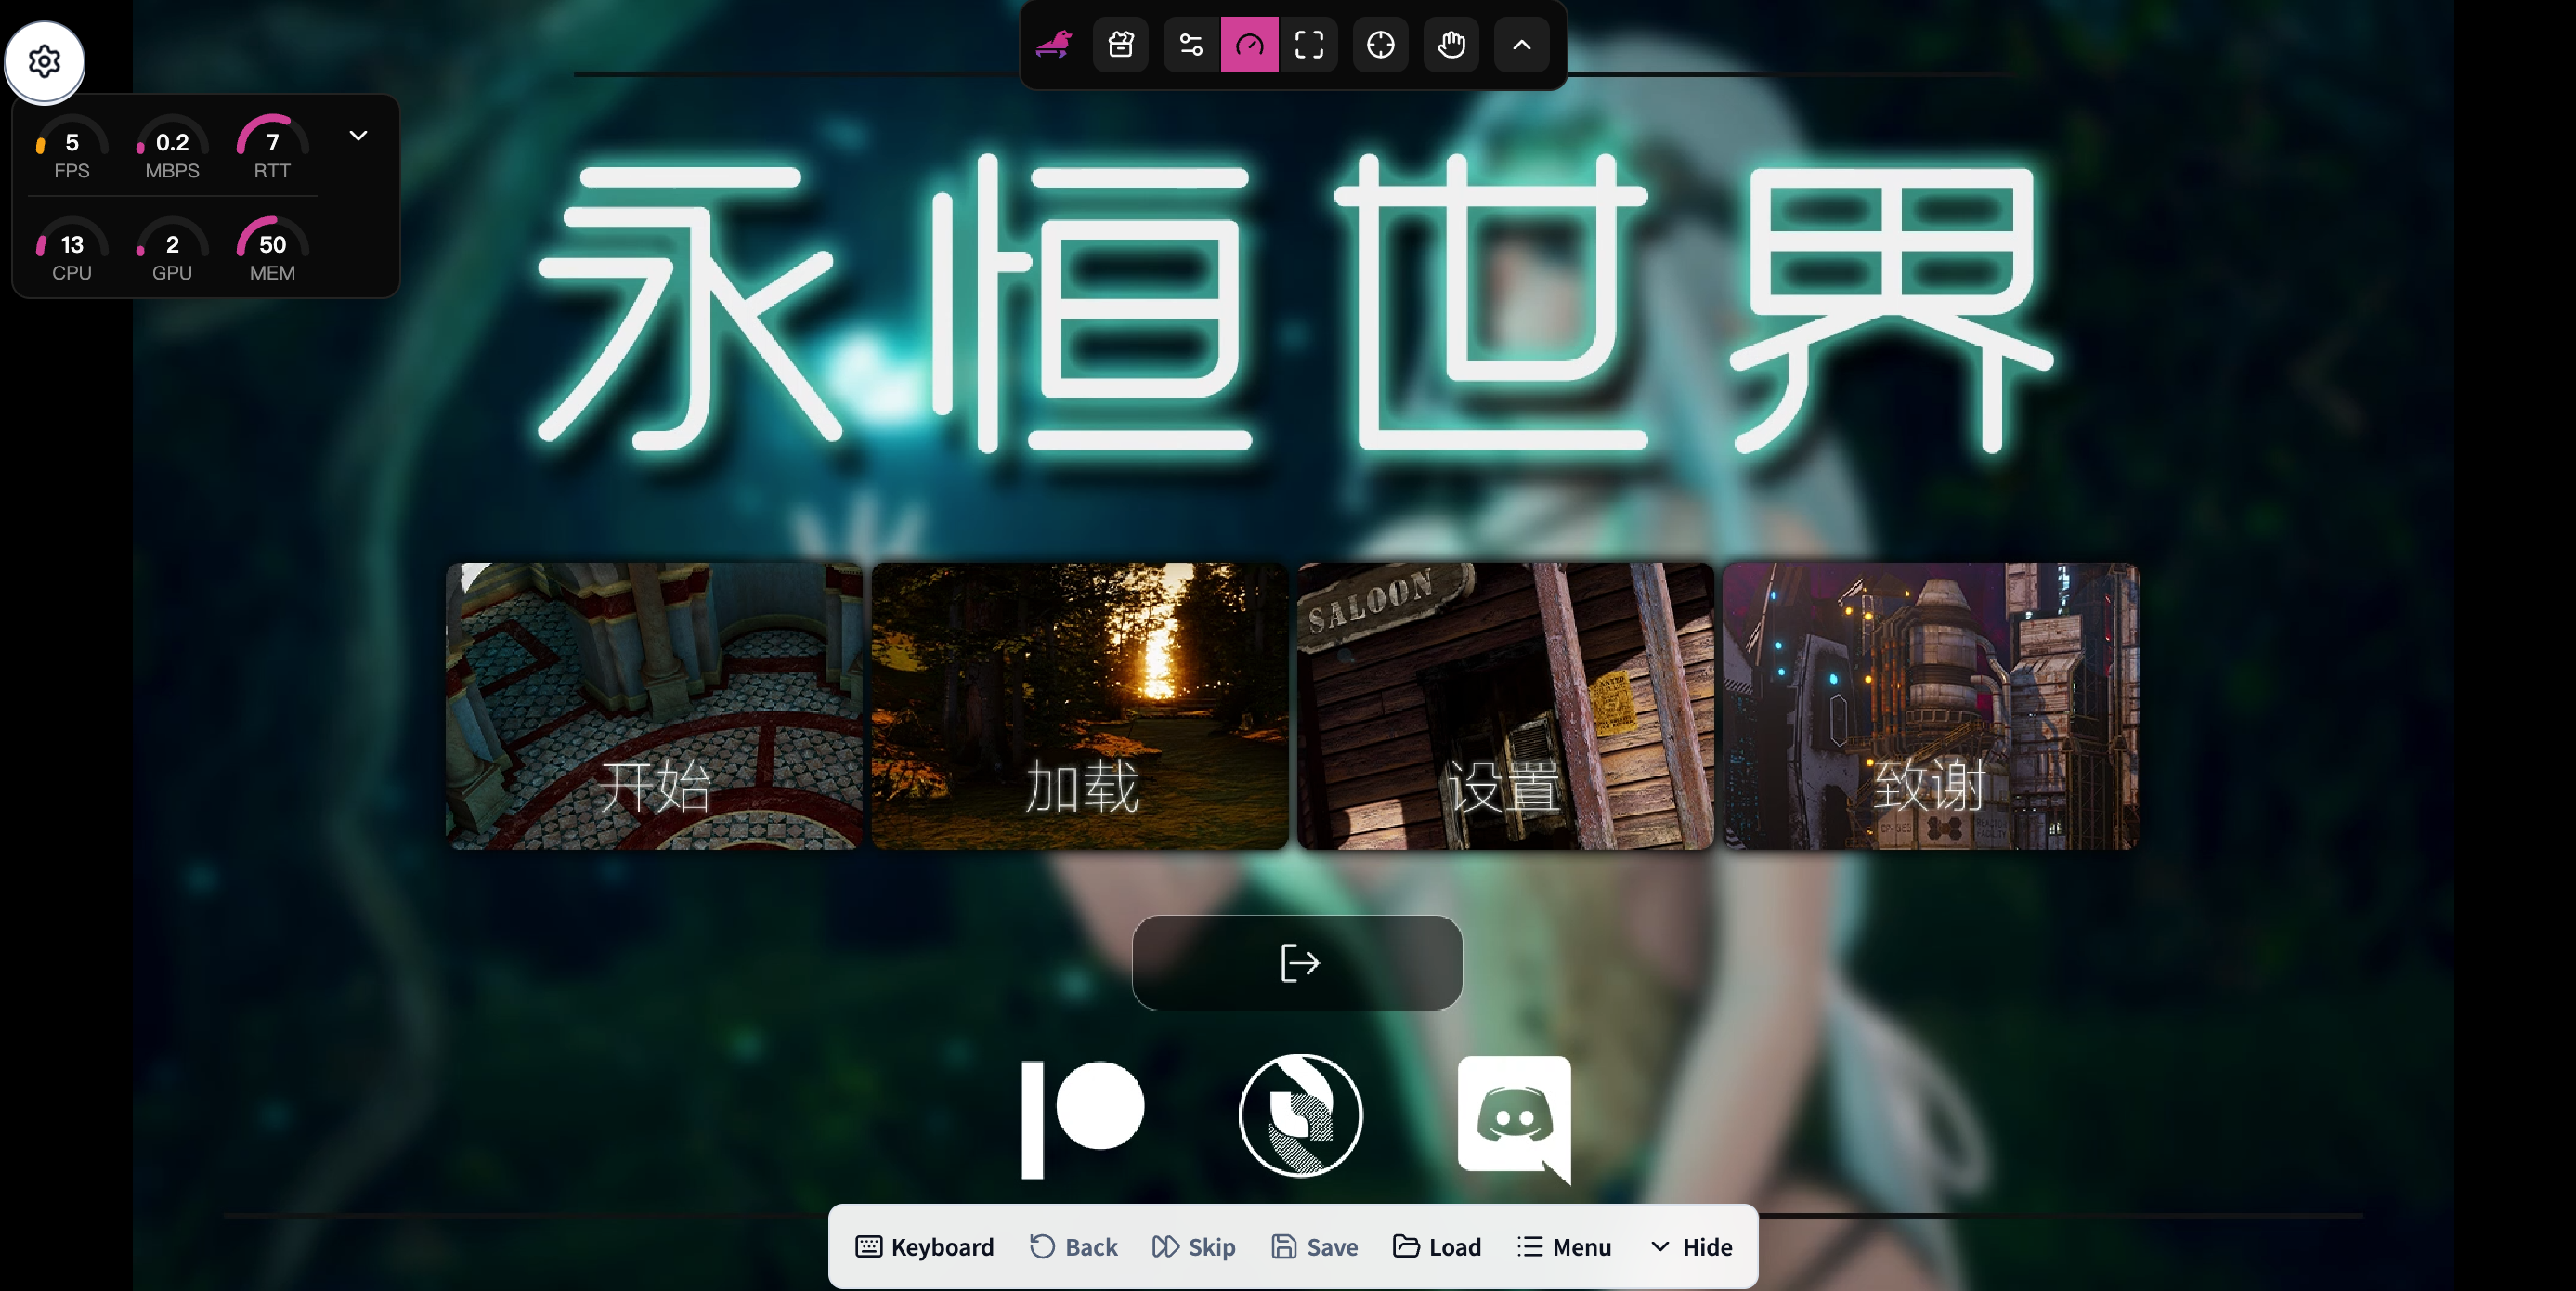 5 0.2 7
FPS MBPS RTT
13 2 50
CPU GPU MEM
永恒世界
SALOON
开始 加载 设置 致谢
Keyboard Back Skip Save Load Menu Hide